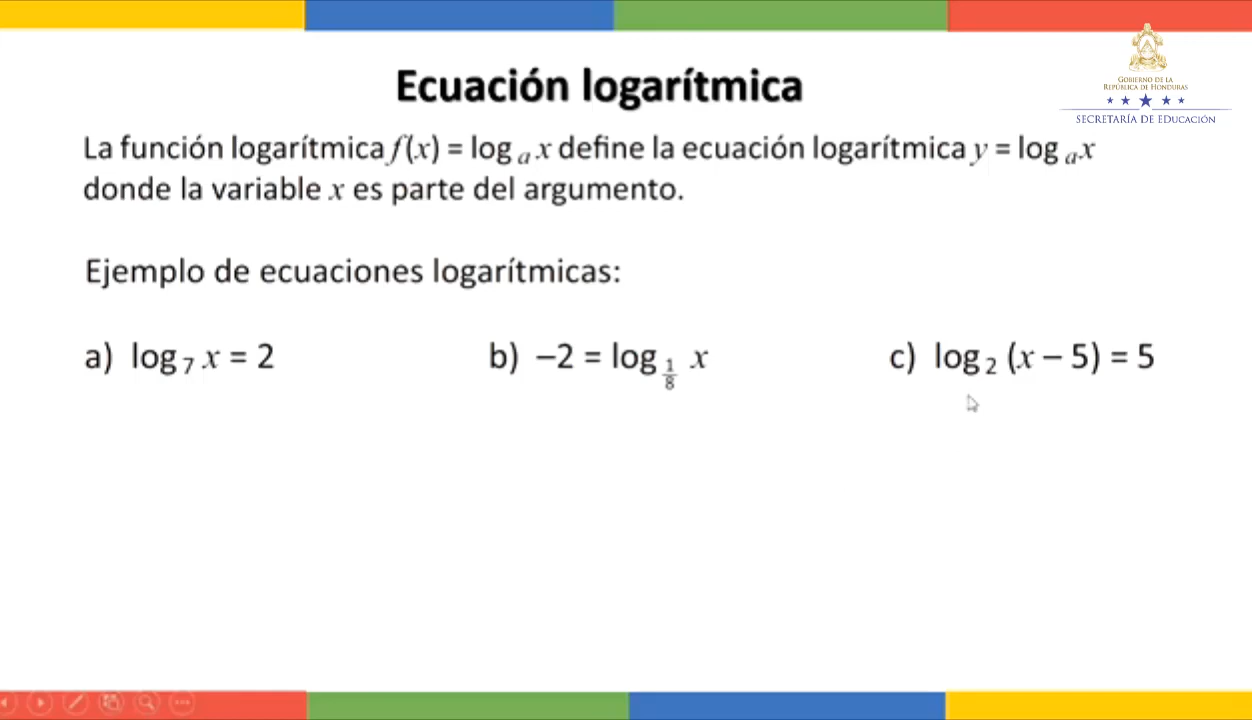 Ecuación logarítmica
GOBIERNO DE LA
REPÚBLICA DE HONDURAS
SECRETARÍA DE EDUCACIÓN
La función logarítmica f(x) = log a x define la ecuación logarítmica y = log a x
donde la variable x es parte del argumento.
Ejemplo de ecuaciones logarítmicas:
a) log 7 x = 2 b) –2 = log 1/8 x c) log 2 (x – 5) = 5